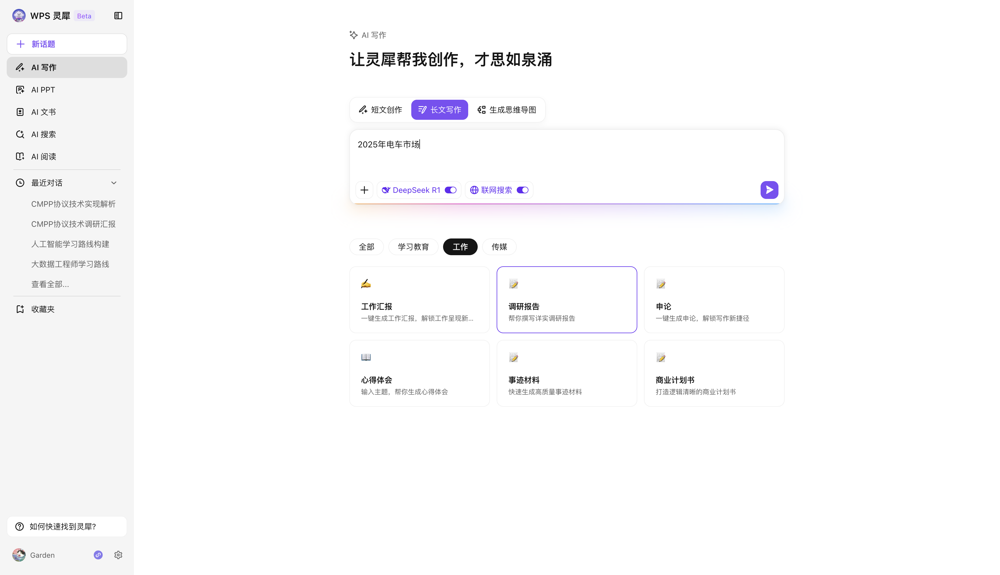 WPS 灵犀 Beta
新话题
AI 写作
AI PPT
AI 文书
AI 搜索
AI 阅读
最近对话
CMPP协议技术实现解析
CMPP协议技术调研汇报
人工智能学习路线构建
大数据工程师学习路线
查看全部...
收藏夹
如何快速找到灵犀?
Garden
AI 写作
让灵犀帮我创作，才思如泉涌
短文创作
长文写作
生成思维导图
2025年电车市场
DeepSeek R1
联网搜索
全部
学习教育
工作
传媒
工作汇报
一键生成工作汇报，解锁工作呈现新...
调研报告
帮你撰写详实调研报告
申论
一键生成申论，解锁写作新捷径
心得体会
输入主题，帮你生成心得体会
事迹材料
快速生成高质量事迹材料
商业计划书
打造逻辑清晰的商业计划书